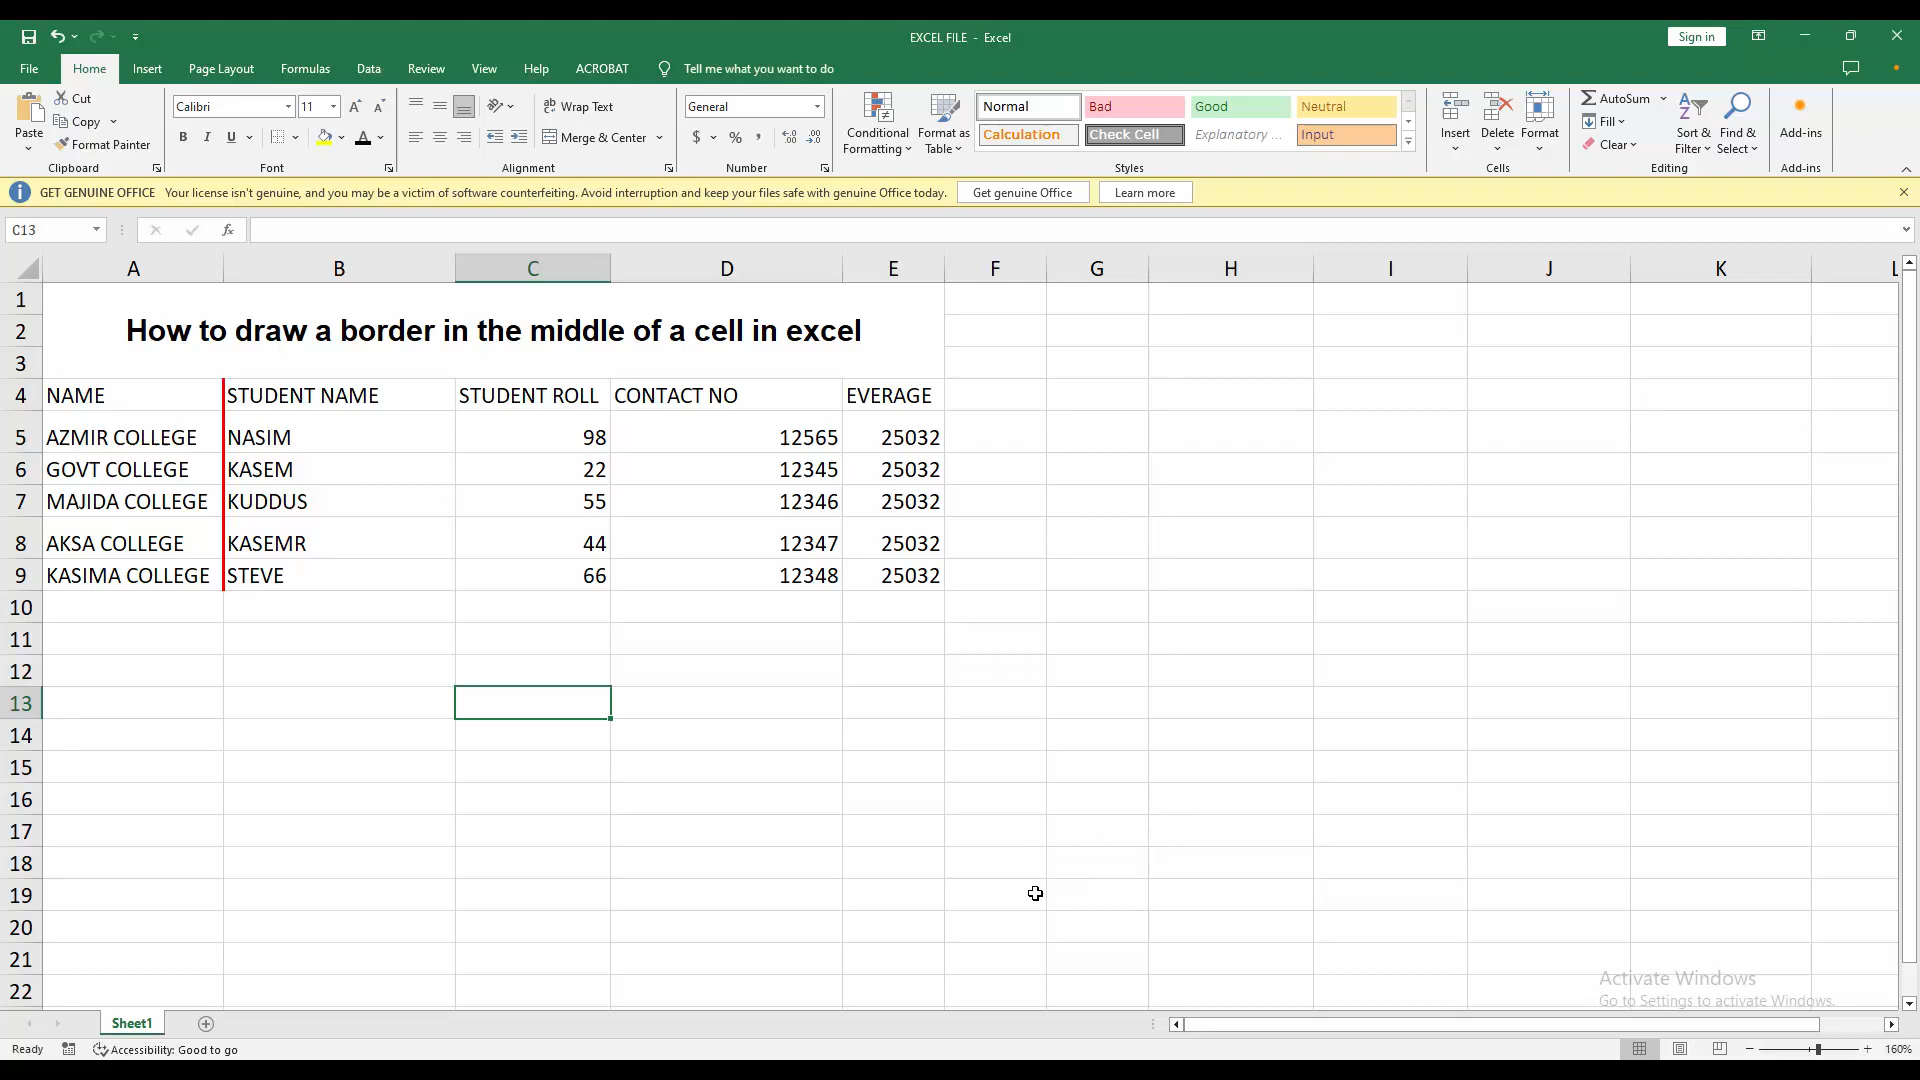 EXCEL FILE - Excel
Sign in
File Home Insert Page Layout Formulas Data Review View Help ACROBAT Tell me what you want to do
Paste
Cut
Copy
Format Painter
Clipboard
Calibri 11
B I U
Font
Wrap Text
Merge & Center
Alignment
General
$ % ,
Number
Conditional Formatting
Format as Table
Normal Bad Good Neutral
Calculation Check Cell Explanatory ... Input
Styles
Insert Delete Format
Cells
AutoSum
Fill
Clear
Sort & Filter
Find & Select
Editing
Add-ins
Add-ins
GET GENUINE OFFICE Your license isn't genuine, and you may be a victim of software counterfeiting. Avoid interruption and keep your files safe with genuine Office today. Get genuine Office Learn more
C13 fx
A B C D E F G H I J K L
1
2 How to draw a border in the middle of a cell in excel
3
4 NAME STUDENT NAME STUDENT ROLL CONTACT NO EVERAGE
5 AZMIR COLLEGE NASIM 98 12565 25032
6 GOVT COLLEGE KASEM 22 12345 25032
7 MAJIDA COLLEGE KUDDUS 55 12346 25032
8 AKSA COLLEGE KASEMR 44 12347 25032
9 KASIMA COLLEGE STEVE 66 12348 25032
10
11
12
13
14
15
16
17
18
19
20
21
22
Activate Windows
Go to Settings to activate Windows.
Sheet1
Ready Accessibility: Good to go 160%